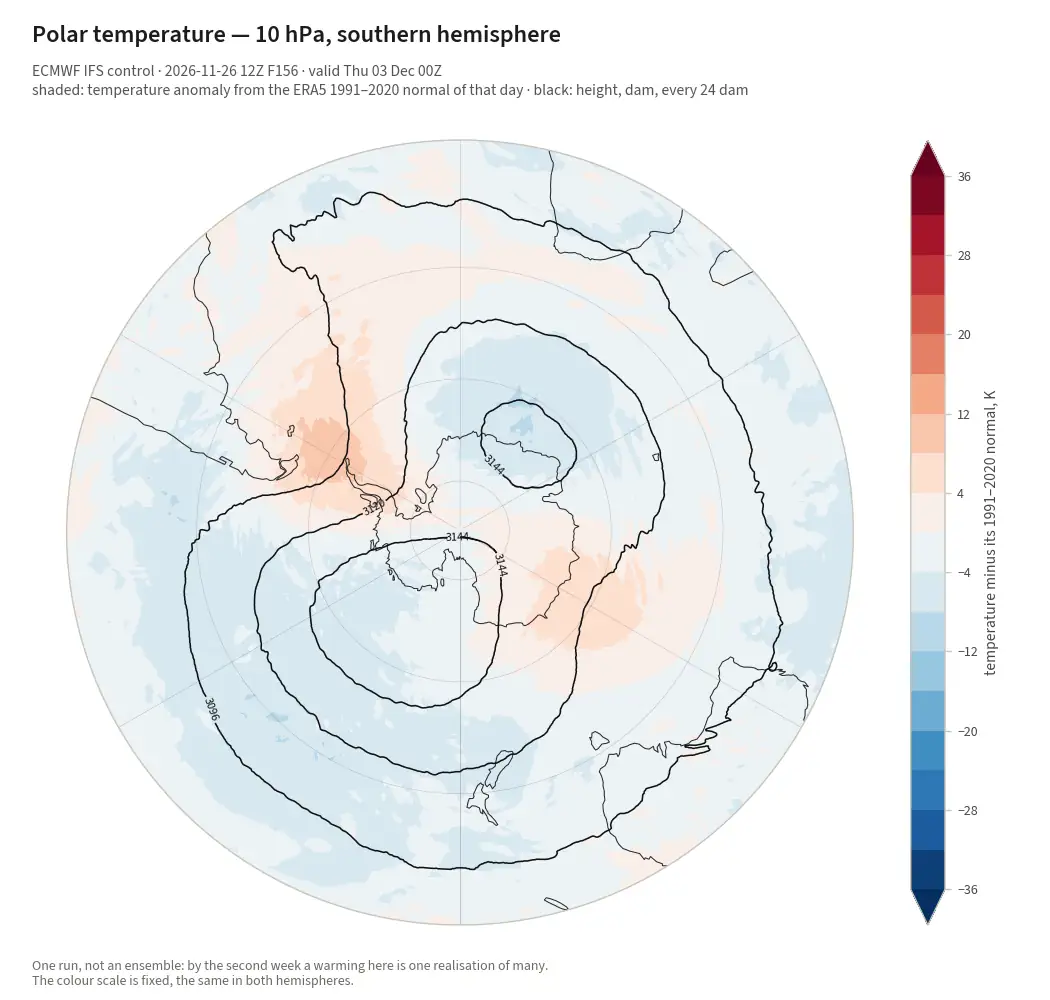 Polar temperature — 10 hPa, southern hemisphere
ECMWF IFS control · 2026-11-26 12Z F156 · valid Thu 03 Dec 00Z
shaded: temperature anomaly from the ERA5 1991–2020 normal of that day · black: height, dam, every 24 dam
36
28
20
12
4
−4
−12
−20
−28
−36
temperature minus its 1991–2020 normal, K
3144
3120
3144
3144
3096
One run, not an ensemble: by the second week a warming here is one realisation of many.
The colour scale is fixed, the same in both hemispheres.